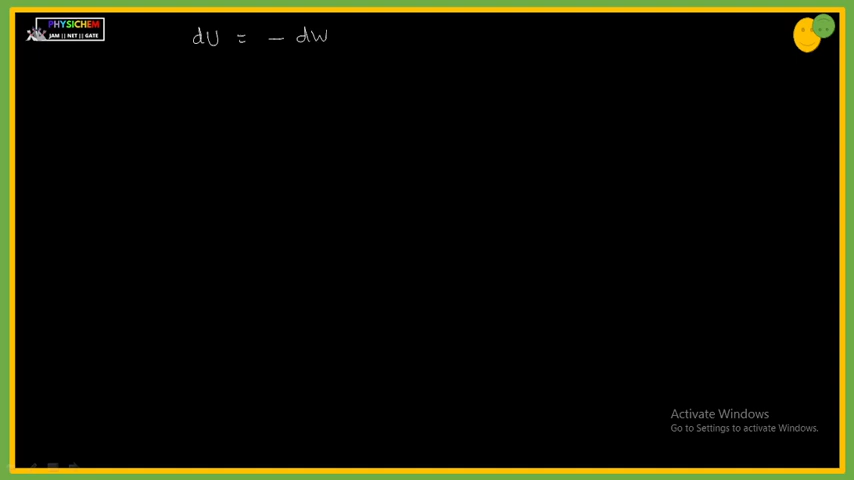 PHYSICHEM
JAM || NET || GATE
dU = - dW
Activate Windows
Go to Settings to activate Windows.